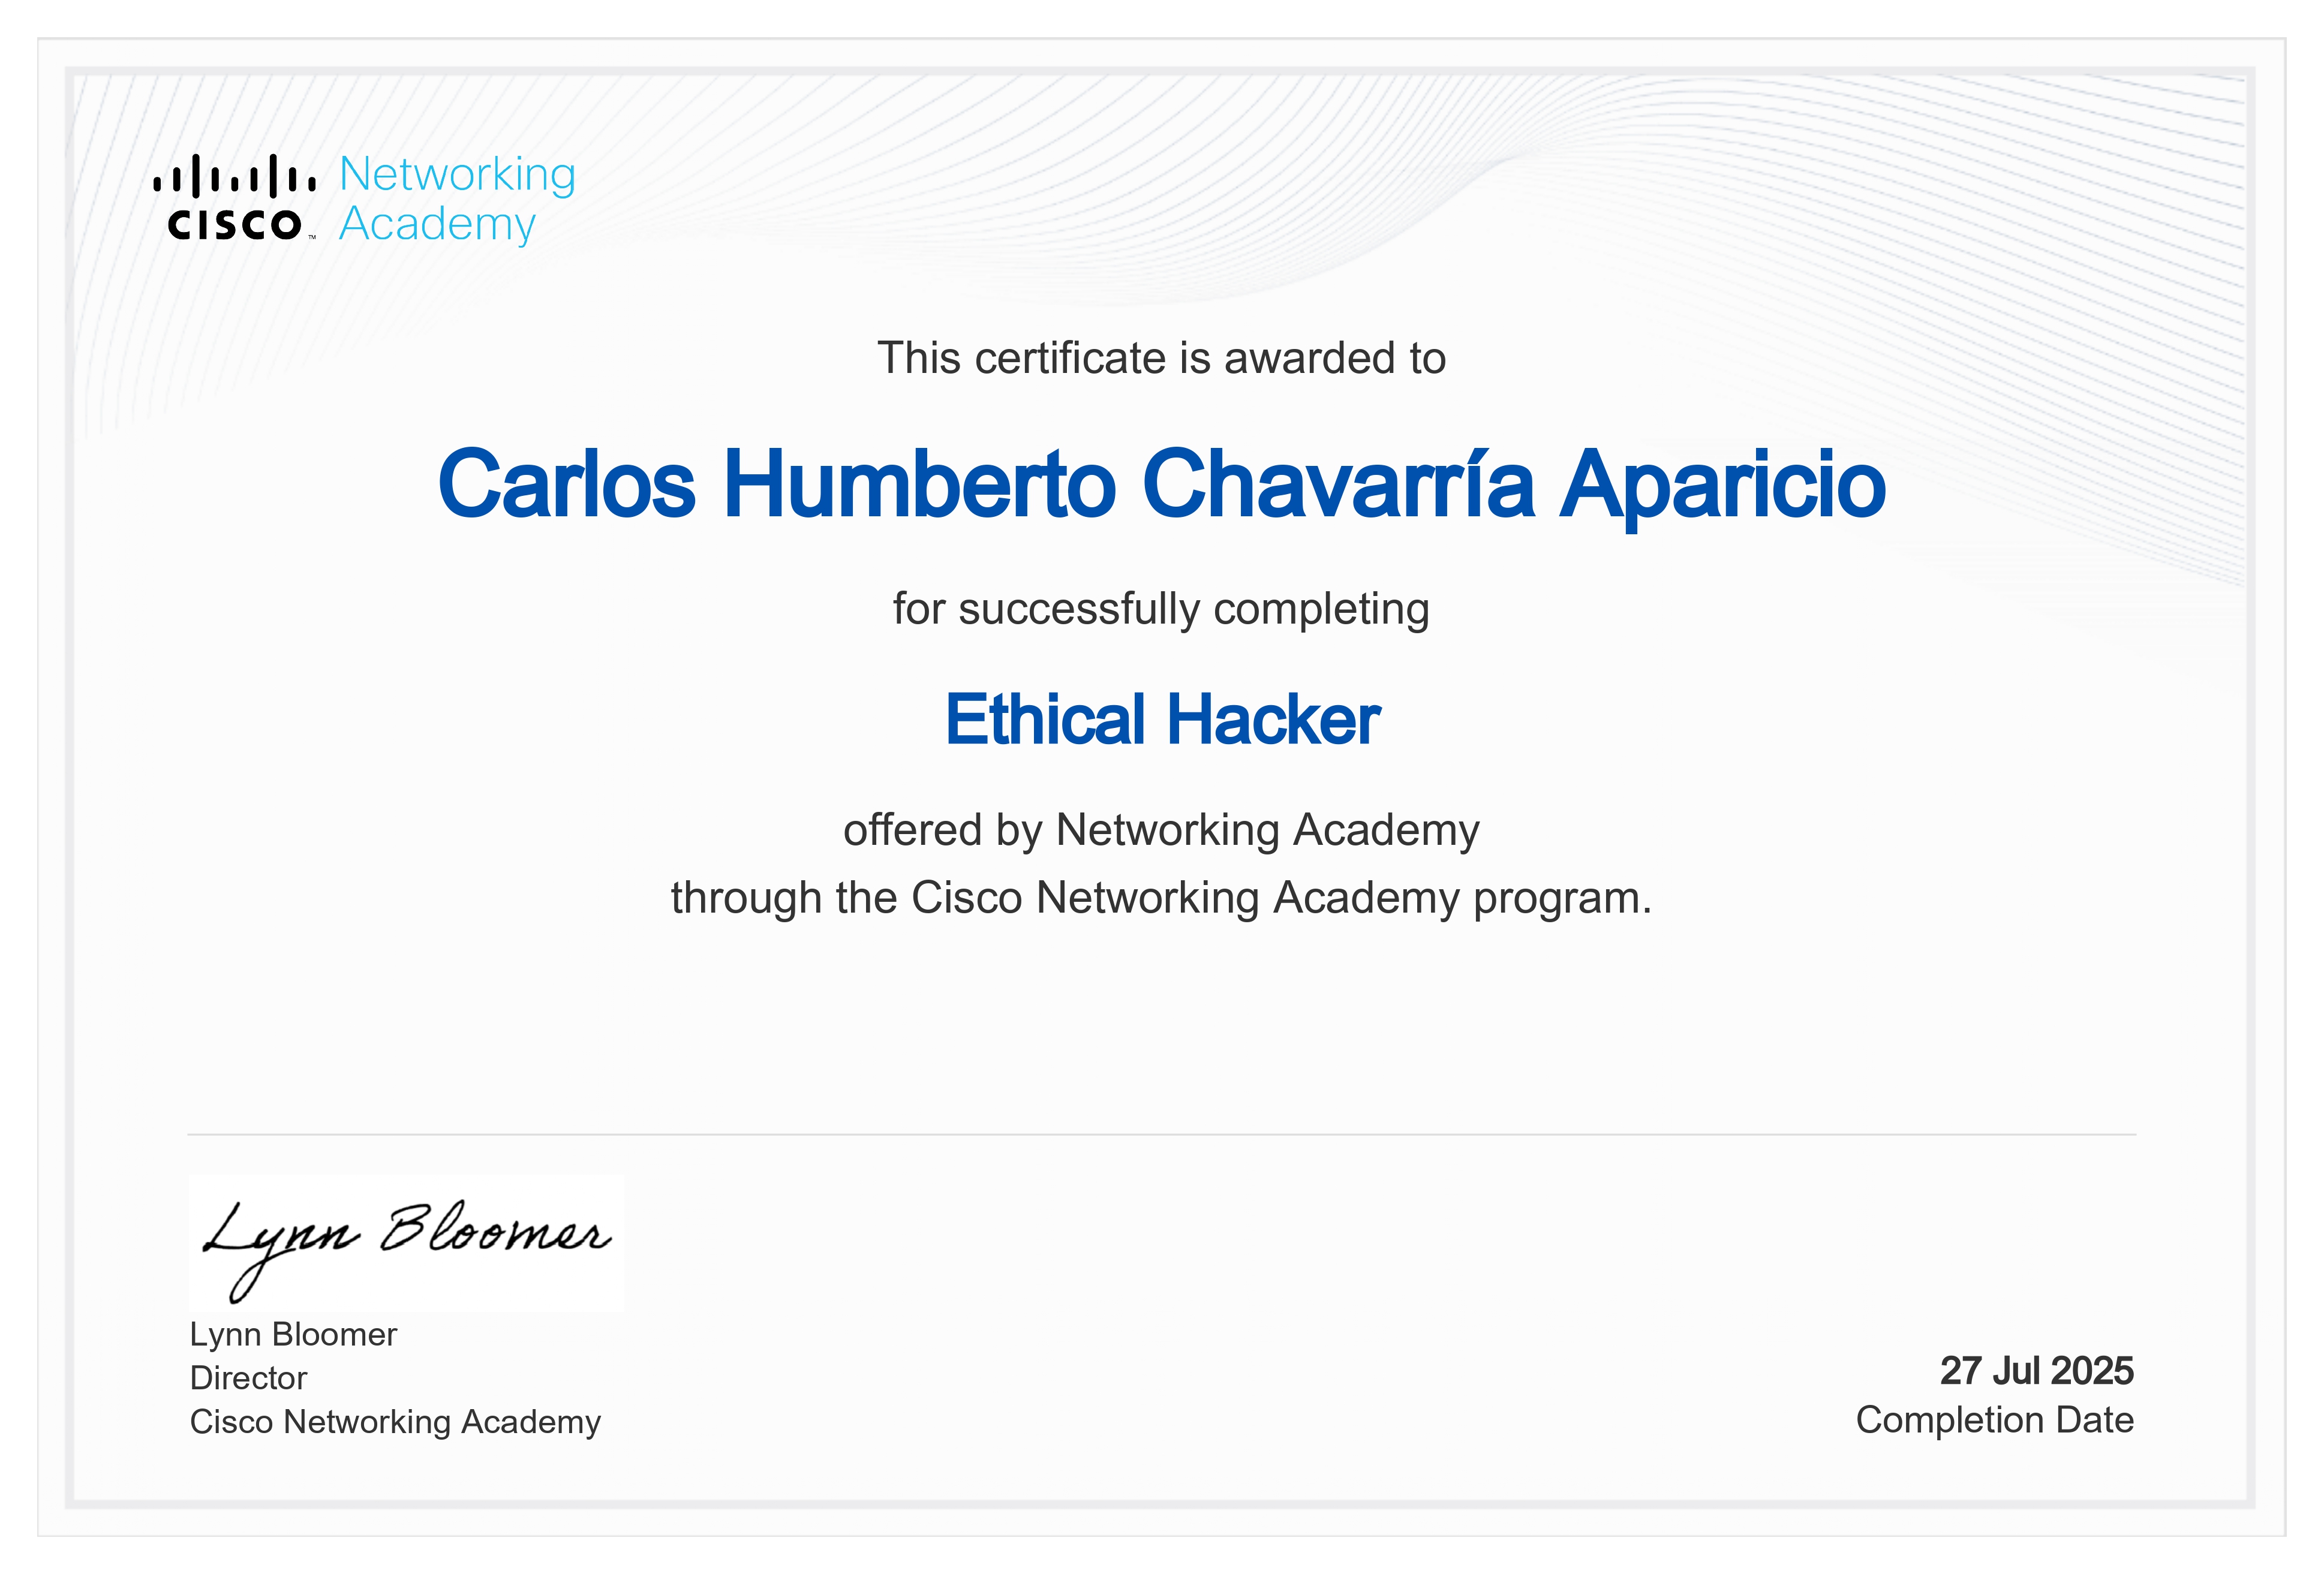 CISCO™ Networking
Academy
This certificate is awarded to
Carlos Humberto Chavarría Aparicio
for successfully completing
Ethical Hacker
offered by Networking Academy
through the Cisco Networking Academy program.
Lynn Bloomer
Lynn Bloomer
Director
Cisco Networking Academy
27 Jul 2025
Completion Date